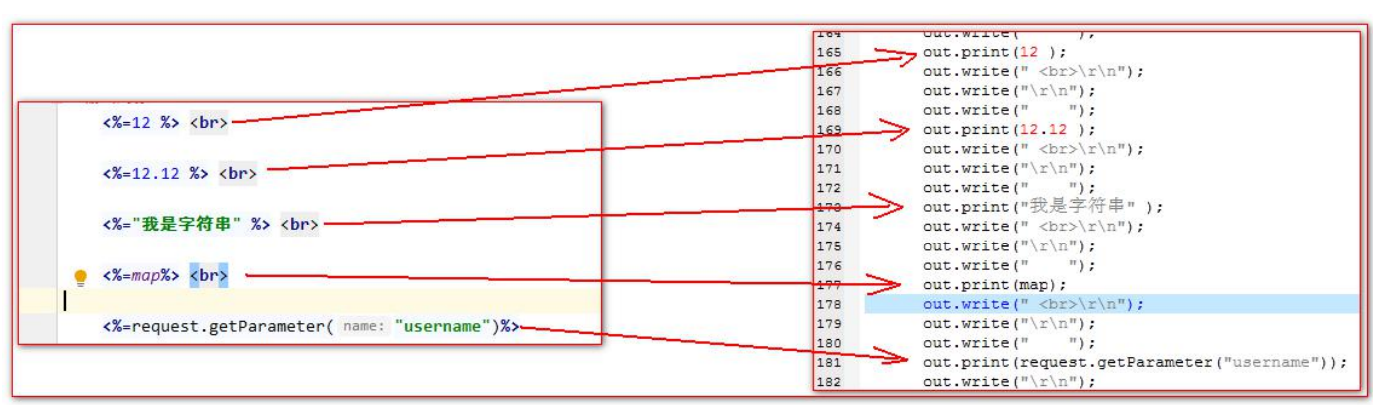 <%=12 %> <br>
<%=12.12 %> <br>
<%="我是字符串" %> <br>
<%=map%> <br>
<%=request.getParameter( name: "username")%>
164 out.write("    ");
165 out.print(12 );
166 out.write(" <br>\r\n");
167 out.write("\r\n");
168 out.write("    ");
169 out.print(12.12 );
170 out.write(" <br>\r\n");
171 out.write("\r\n");
172 out.write("    ");
173 out.print("我是字符串" );
174 out.write(" <br>\r\n");
175 out.write("\r\n");
176 out.write("    ");
177 out.print(map);
178 out.write(" <br>\r\n");
179 out.write("\r\n");
180 out.write("    ");
181 out.print(request.getParameter("username"));
182 out.write("\r\n");